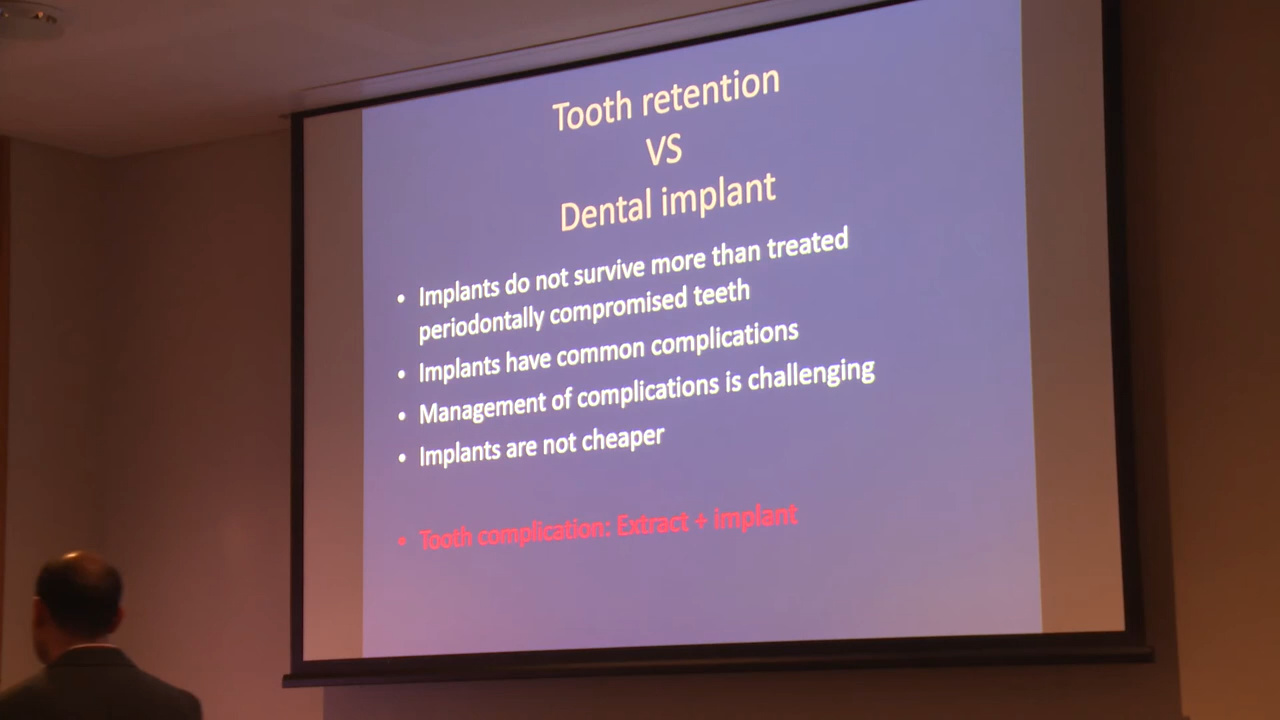 Tooth retention
VS
Dental implant
• Implants do not survive more than treated
periodontally compromised teeth
• Implants have common complications
• Management of complications is challenging
• Implants are not cheaper
• Tooth complication: Extract + implant